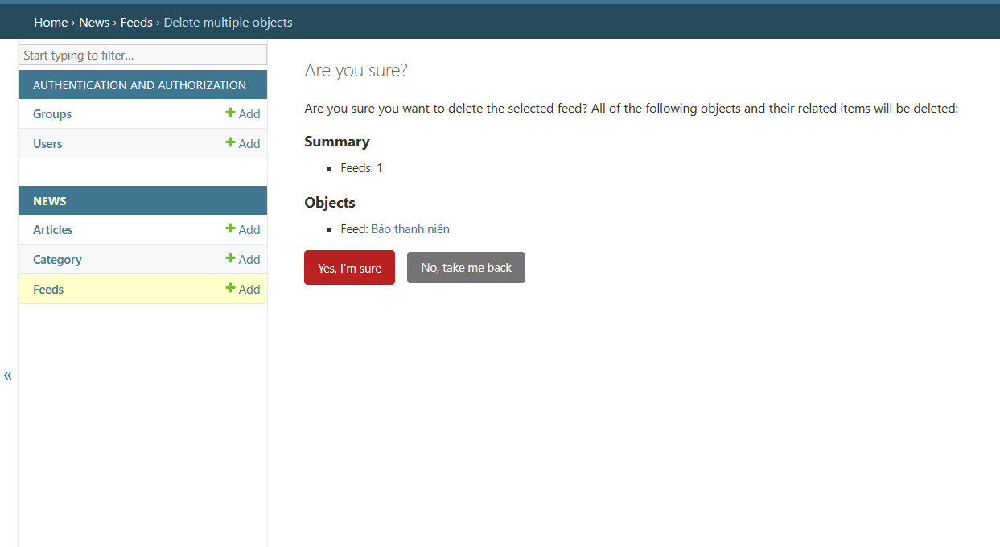 Home › News › Feeds › Delete multiple objects
Start typing to filter...
AUTHENTICATION AND AUTHORIZATION
Groups + Add
Users + Add
NEWS
Articles + Add
Category + Add
Feeds + Add
«
Are you sure?
Are you sure you want to delete the selected feed? All of the following objects and their related items will be deleted:
Summary
Feeds: 1
Objects
Feed: Báo thanh niên
Yes, I’m sure No, take me back